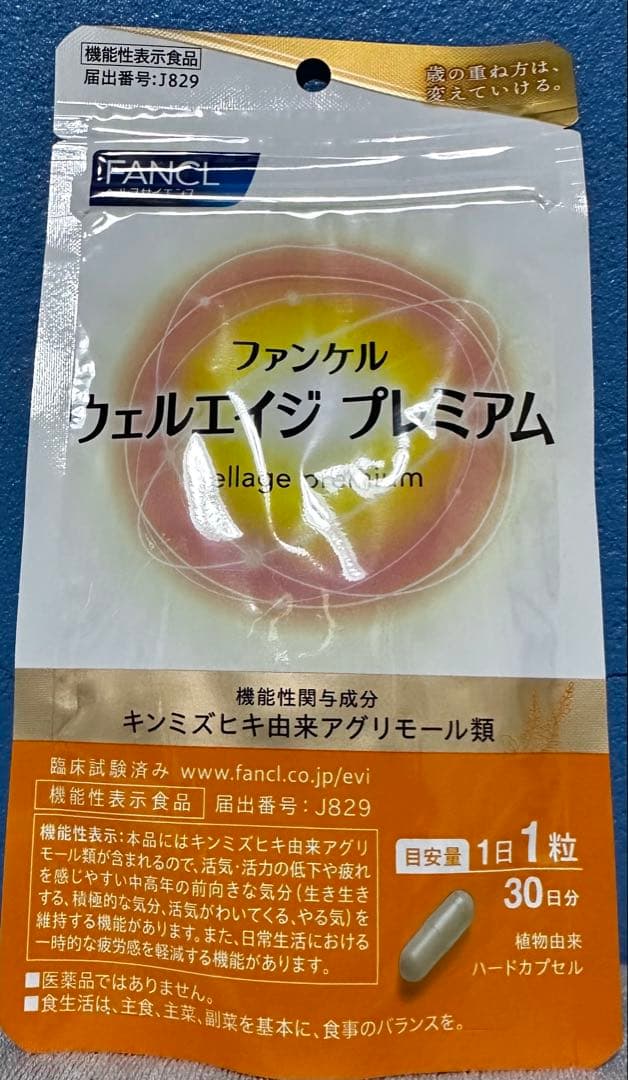 機能性表示食品
届出番号:J829
歳の重ね方は、
変えていける。
FANCL
ヘルスサイエンス
ファンケル
ウェルエイジ プレミアム
ellage premium
機能性関与成分
キンミズヒキ由来アグリモール類
臨床試験済み www.fancl.co.jp/evi
機能性表示食品 届出番号:J829
機能性表示:本品にはキンミズヒキ由来アグリ
モール類が含まれるので、活気・活力の低下や疲れ
を感じやすい中高年の前向きな気分(生き生き
する、積極的な気分、活気がわいてくる、やる気)を
維持する機能があります。また、日常生活における
一時的な疲労感を軽減する機能があります。
目安量 1日1粒
30日分
植物由来
ハードカプセル
■医薬品ではありません。
■食生活は、主食、主菜、副菜を基本に、食事のバランスを。